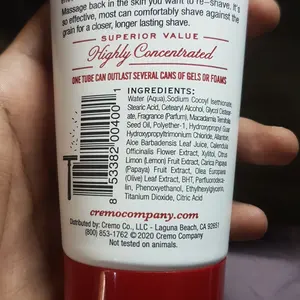 Massage back in the skin you want to re-shave. It's
so effective, most can comfortably shave against the
grain for a closer, longer lasting shave.
SUPERIOR VALUE
Highly Concentrated
ONE TUBE CAN OUTLAST SEVERAL CANS OF GELS OR FOAMS
INGREDIENTS:
Water (Aqua), Sodium Cocoyl Isethionate,
Stearic Acid, Cetearyl Alcohol, Glyceryl
Fragrance (Parfum), Macadamia Ternifolia
Seed Oil, Polyether-1, Hydroxypropyl Guar
Hydroxypropyltrimonium Chloride, Allantoin,
Aloe Barbadensis Leaf Juice, Calendula
Officinalis Flower Extract, Xylitol, Citrus
Limon (Lemon) Fruit Extract, Carica Papaya
(Papaya) Fruit Extract, Olea Europaea
(Olive) Leaf Extract, BHT, Perfluorodeca-
lin, Phenoxyethanol, Ethylhexylglycerin,
Titanium Dioxide, Citric Acid
8 53382 00400 1
cremocompany.com
Distributed by: Cremo Co., LLC - Laguna Beach, CA 92651
(800) 853-1762 ©2020 Cremo Company
Not tested on animals.